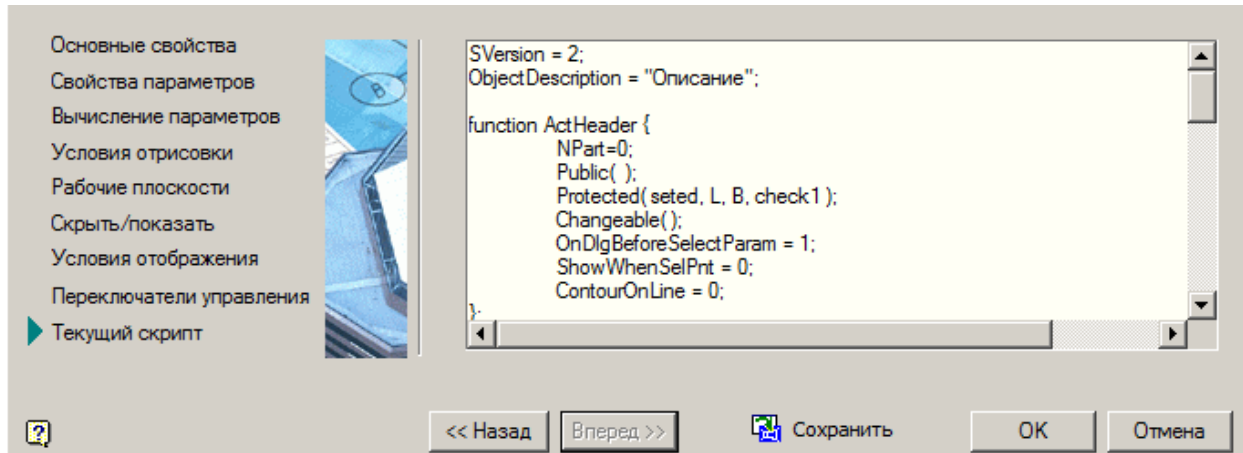 Основные свойства
Свойства параметров
Вычисление параметров
Условия отрисовки
Рабочие плоскости
Скрыть/показать
Условия отображения
Переключатели управления
Текущий скрипт
B
SVersion = 2;
ObjectDescription = "Описание";
function ActHeader {
NPart=0;
Public( );
Protected( seted, L, B, check1 );
Changeable( );
OnDlgBeforeSelectParam = 1;
ShowWhenSelPnt = 0;
ContourOnLine = 0;
};
?
<< Назад
Вперед >>
Сохранить
OK
Отмена